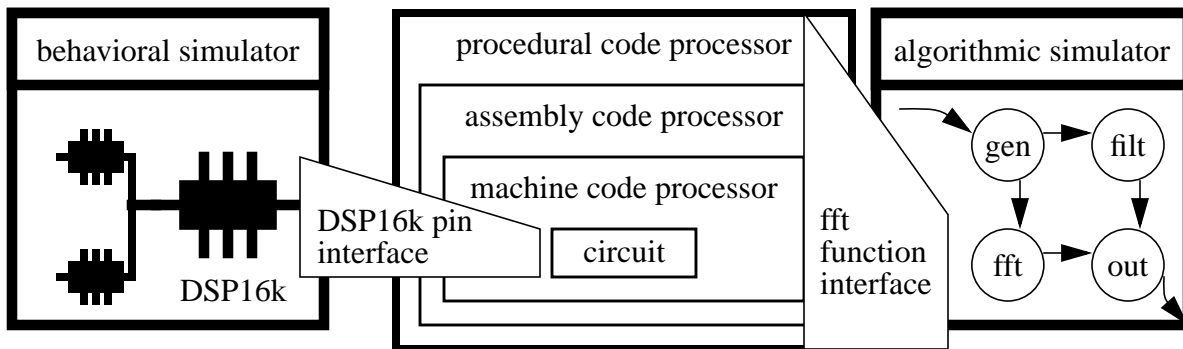 behavioral simulator
DSP16k
DSP16k pin
interface
procedural code processor
assembly code processor
machine code processor
circuit
fft
function
interface
algorithmic simulator
gen
filt
fft
out